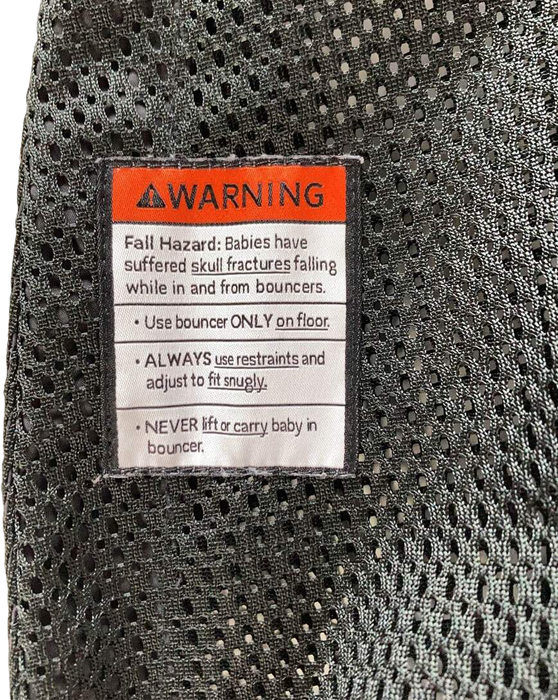 ⚠WARNING
Fall Hazard: Babies have
suffered skull fractures falling
while in and from bouncers.
• Use bouncer ONLY on floor.
• ALWAYS use restraints and
adjust to fit snugly.
• NEVER lift or carry baby in
bouncer.